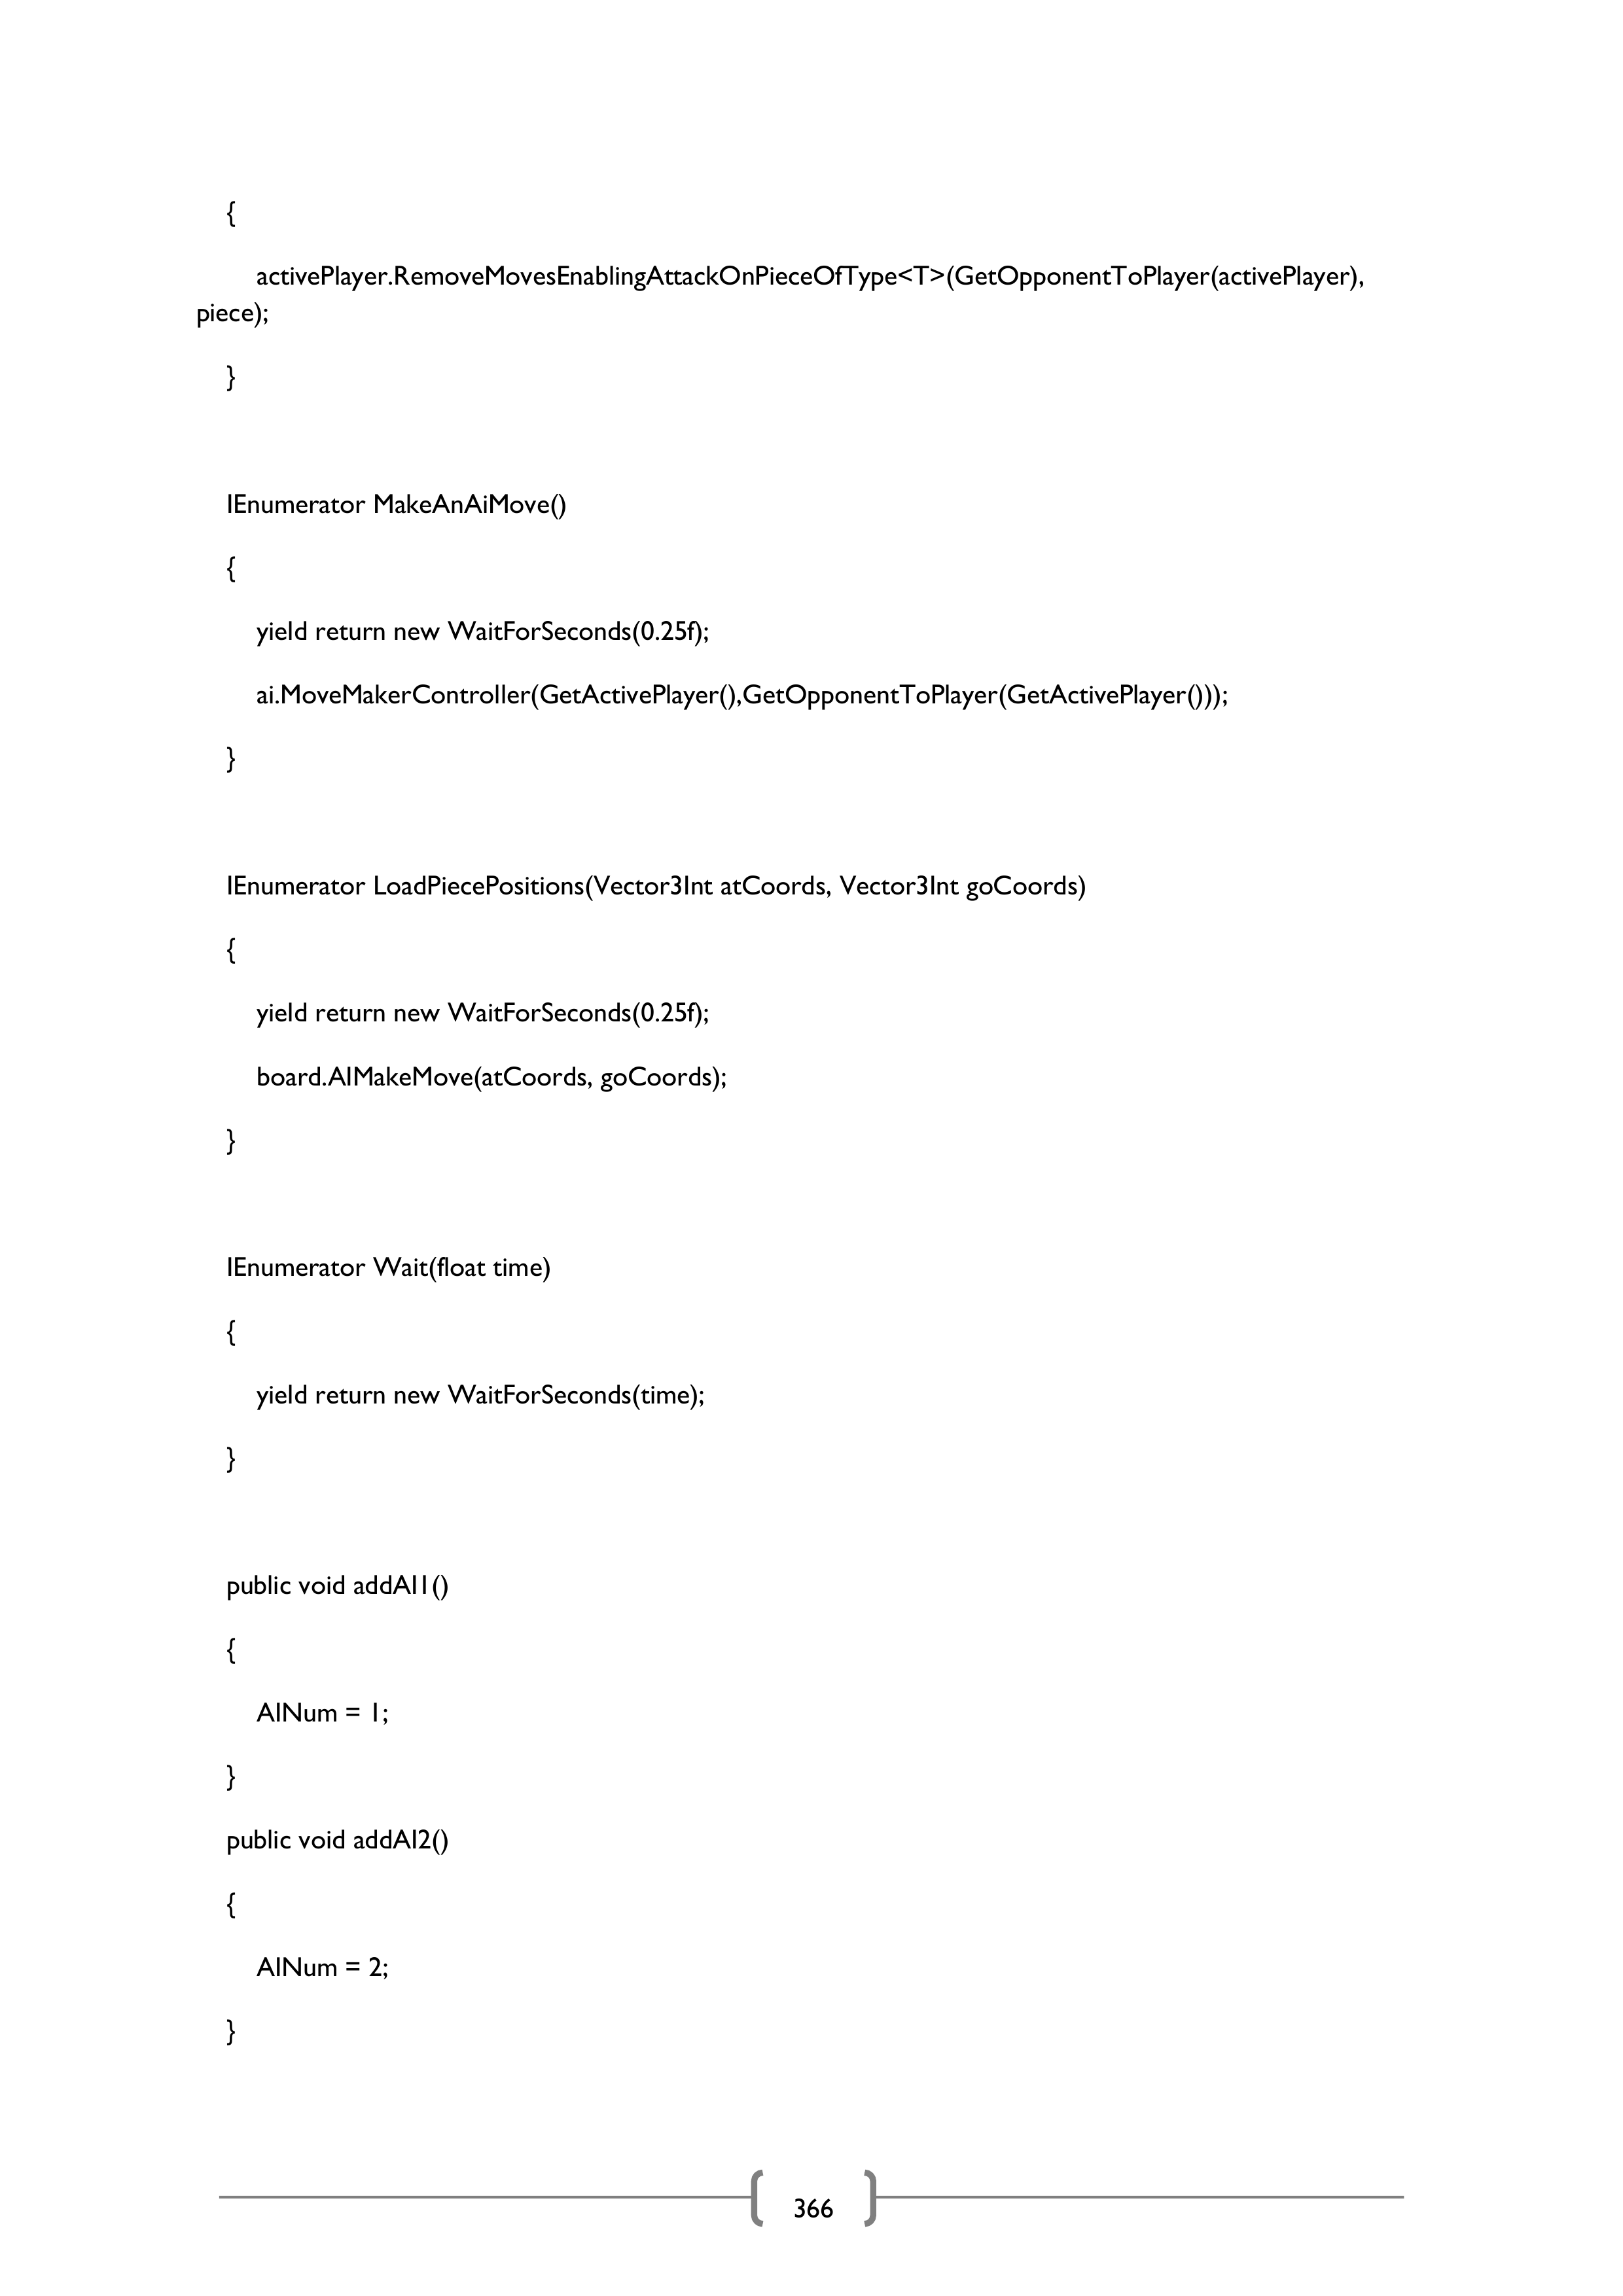 {
activePlayer.RemoveMovesEnablingAttackOnPieceOfType<T>(GetOpponentToPlayer(activePlayer),
piece);
}
IEnumerator MakeAnAiMove()
{
yield return new WaitForSeconds(0.25f);
ai.MoveMakerController(GetActivePlayer(),GetOpponentToPlayer(GetActivePlayer()));
}
IEnumerator LoadPiecePositions(Vector3Int atCoords, Vector3Int goCoords)
{
yield return new WaitForSeconds(0.25f);
board.AIMakeMove(atCoords, goCoords);
}
IEnumerator Wait(float time)
{
yield return new WaitForSeconds(time);
}
public void addAI1()
{
AINum = 1;
}
public void addAI2()
{
AINum = 2;
}
366